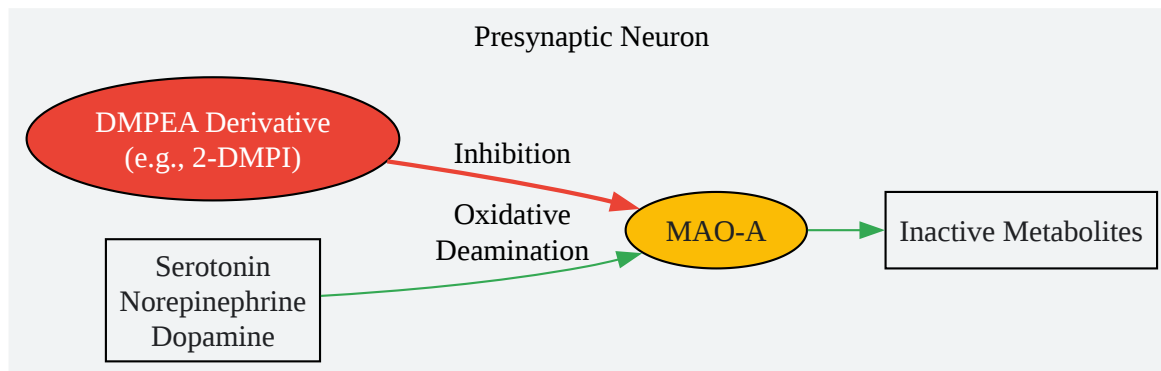 Presynaptic Neuron
DMPEA Derivative
(e.g., 2-DMPI)
Inhibition
Oxidative
Deamination
MAO-A
Inactive Metabolites
Serotonin
Norepinephrine
Dopamine